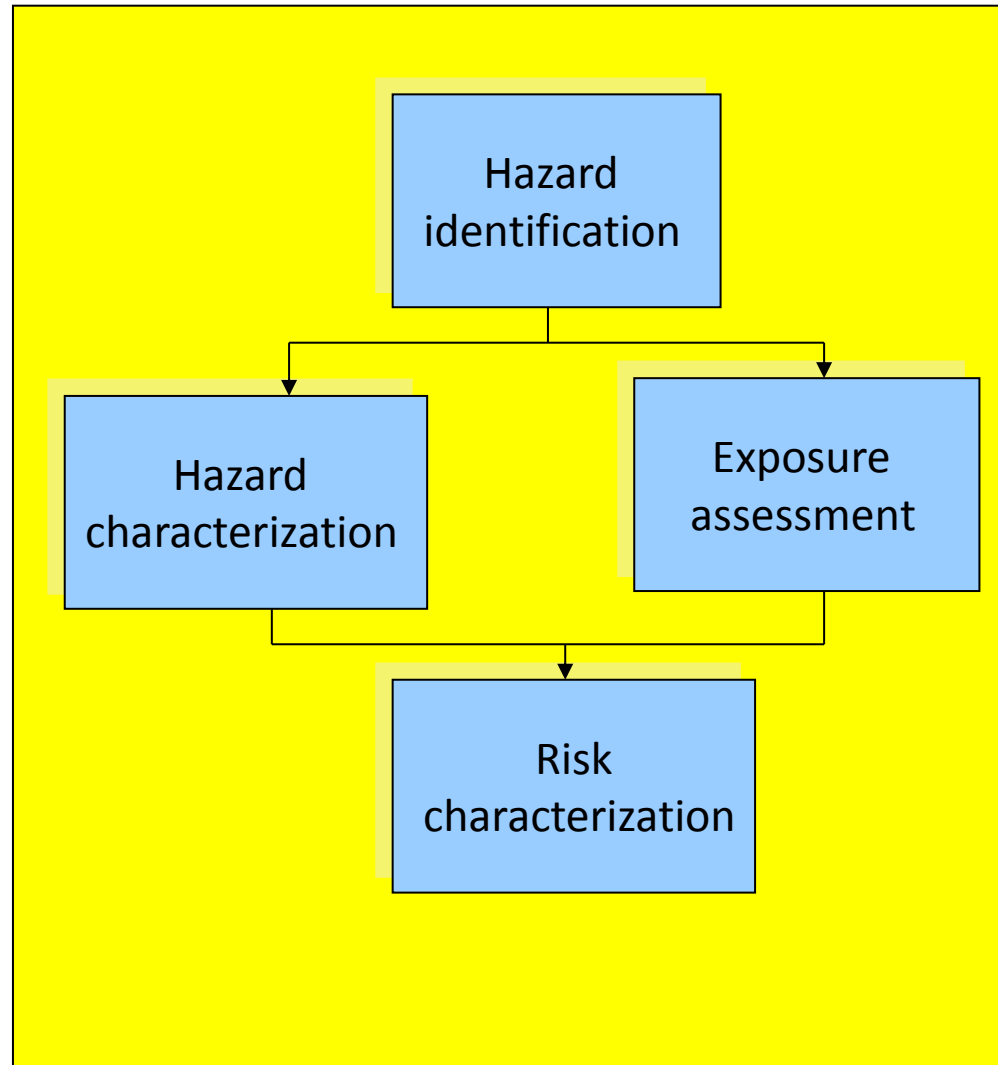 Hazard
identification
Hazard
characterization
Exposure
assessment
Risk
characterization